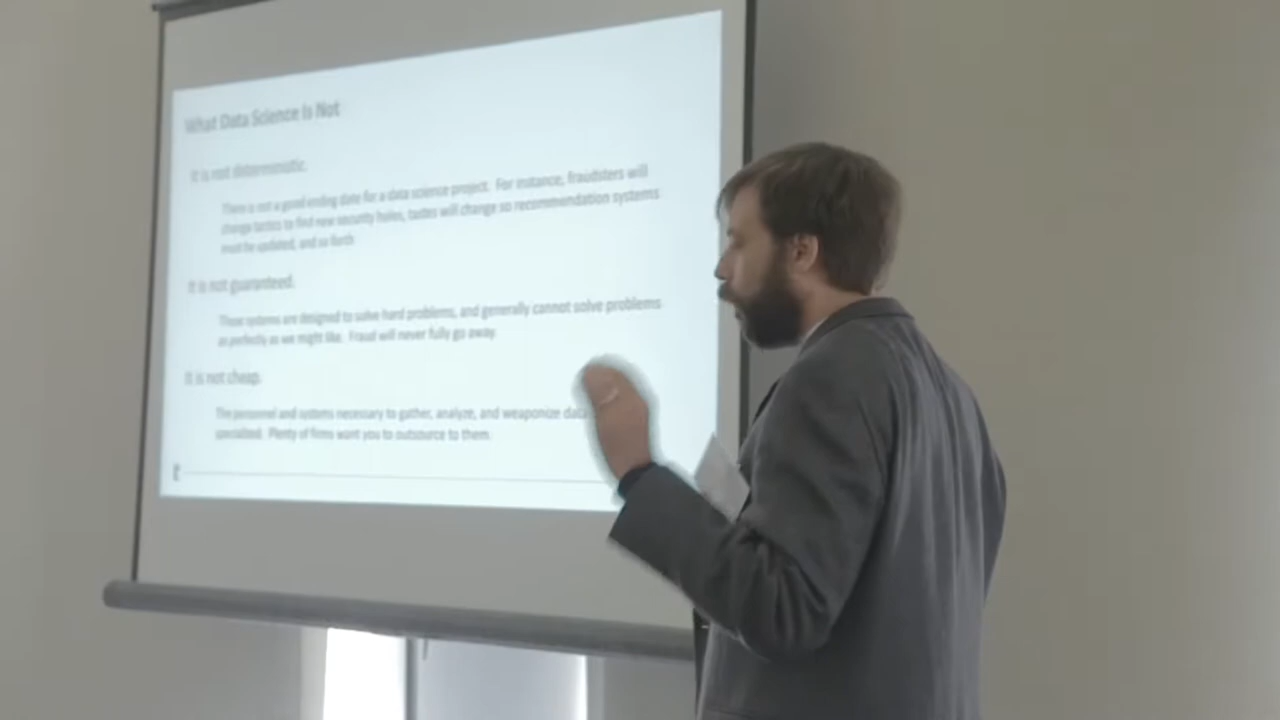 What Data Science Is Not
It is not deterministic.
There is not a good ending date for a data science project. For instance, fraudsters will
change tactics to find new security holes, tastes will change so recommendation systems
must be updated, and so forth
It is not guaranteed.
These systems are designed to solve hard problems, and generally cannot solve problems
as perfectly as we might like. Fraud will never fully go away.
It is not cheap.
The personnel and systems necessary to gather, analyze, and weaponize data
specialized. Plenty of firms want you to outsource to them.